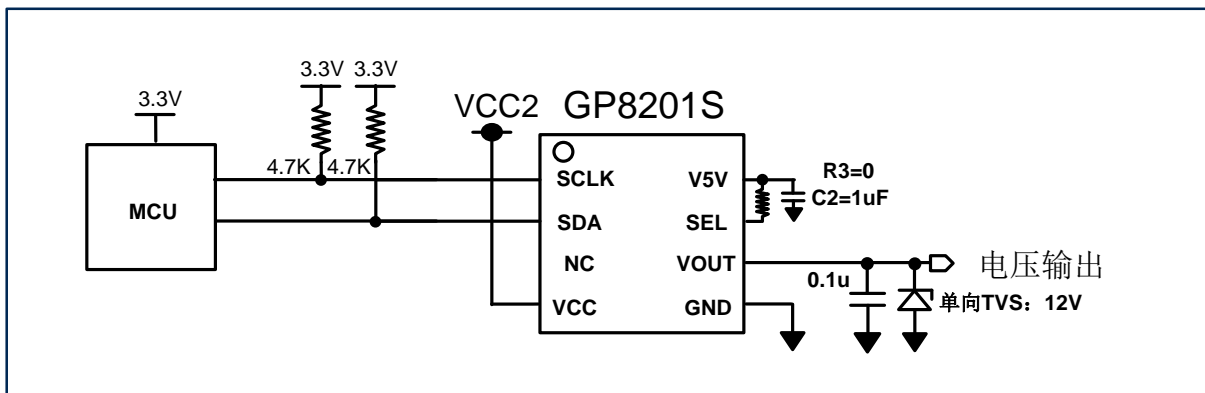 3.3V 3.3V
3.3V
VCC2 GP8201S
4.7K 4.7K
MCU
SCLK V5V
R3=0
C2=1uF
SDA SEL
NC VOUT
电压输出
0.1u
VCC GND
单向TVS：12V